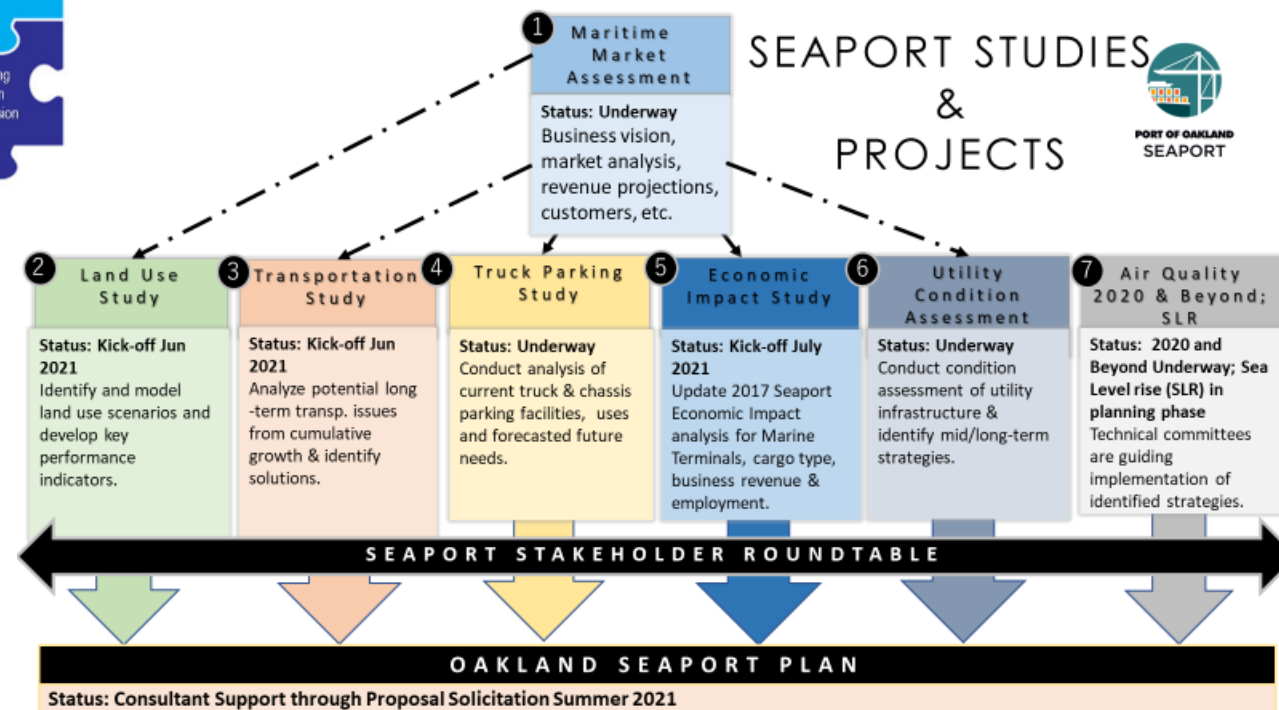 ng
n
sion
1
Maritime
Market
Assessment
Status: Underway
Business vision,
market analysis,
revenue projections,
customers, etc.
SEAPORT STUDIES
&
PROJECTS
PORT OF OAKLAND
SEAPORT
2
Land Use
Study
Status: Kick-off Jun
2021
Identify and model
land use scenarios and
develop key
performance
indicators.
3
Transportation
Study
Status: Kick-off Jun
2021
Analyze potential long
-term transp. issues
from cumulative
growth & identify
solutions.
4
Truck Parking
Study
Status: Underway
Conduct analysis of
current truck & chassis
parking facilities, uses
and forecasted future
needs.
5
Economic
Impact Study
Status: Kick-off July
2021
Update 2017 Seaport
Economic Impact
analysis for Marine
Terminals, cargo type,
business revenue &
employment.
6
Utility
Condition
Assessment
Status: Underway
Conduct condition
assessment of utility
infrastructure &
identify mid/long-term
strategies.
7
Air Quality
2020 & Beyond;
SLR
Status: 2020 and
Beyond Underway; Sea
Level rise (SLR) in
planning phase
Technical committees
are guiding
implementation of
identified strategies.
SEAPORT STAKEHOLDER ROUNDTABLE
OAKLAND SEAPORT PLAN
Status: Consultant Support through Proposal Solicitation Summer 2021